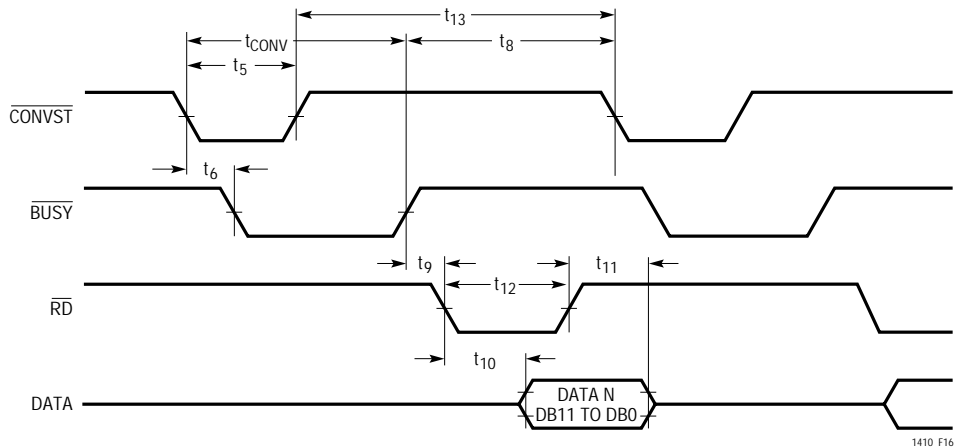 t13
tCONV
t8
t5
CONVST
t6
BUSY
t9
t11
t12
RD
t10
DATA
DATA N
DB11 TO DB0
1410 F16